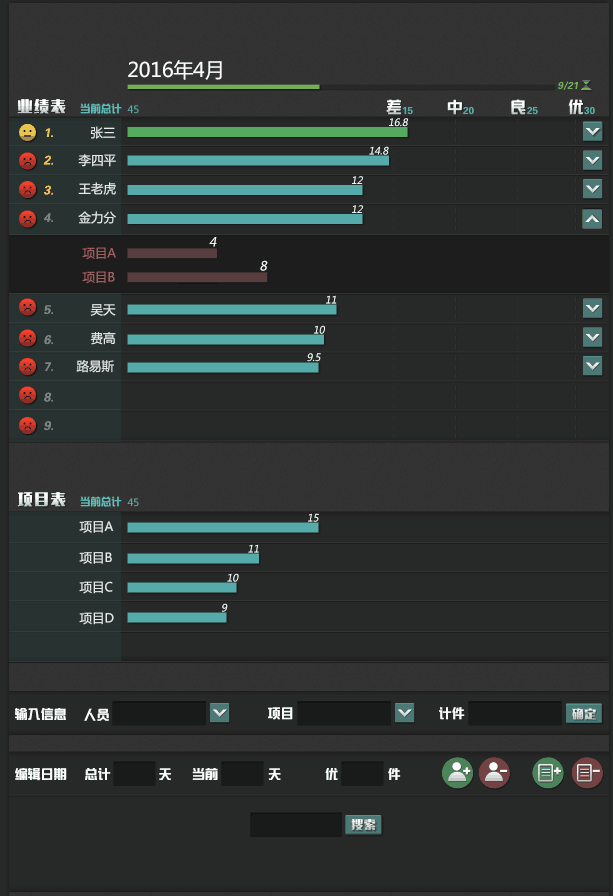 2016年4月
9/21
业绩表 当前总计 45 差15 中20 良25 优30
1. 张三 16.8
2. 李四平 14.8
3. 王老虎 12
4. 金力分 12
项目A 4
项目B 8
5. 吴天 11
6. 费高 10
7. 路易斯 9.5
8.
9.
项目表 当前总计 45
项目A 15
项目B 11
项目C 10
项目D 9
输入信息 人员 项目 计件 确定
编辑日期 总计 天 当前 天 优 件
搜索